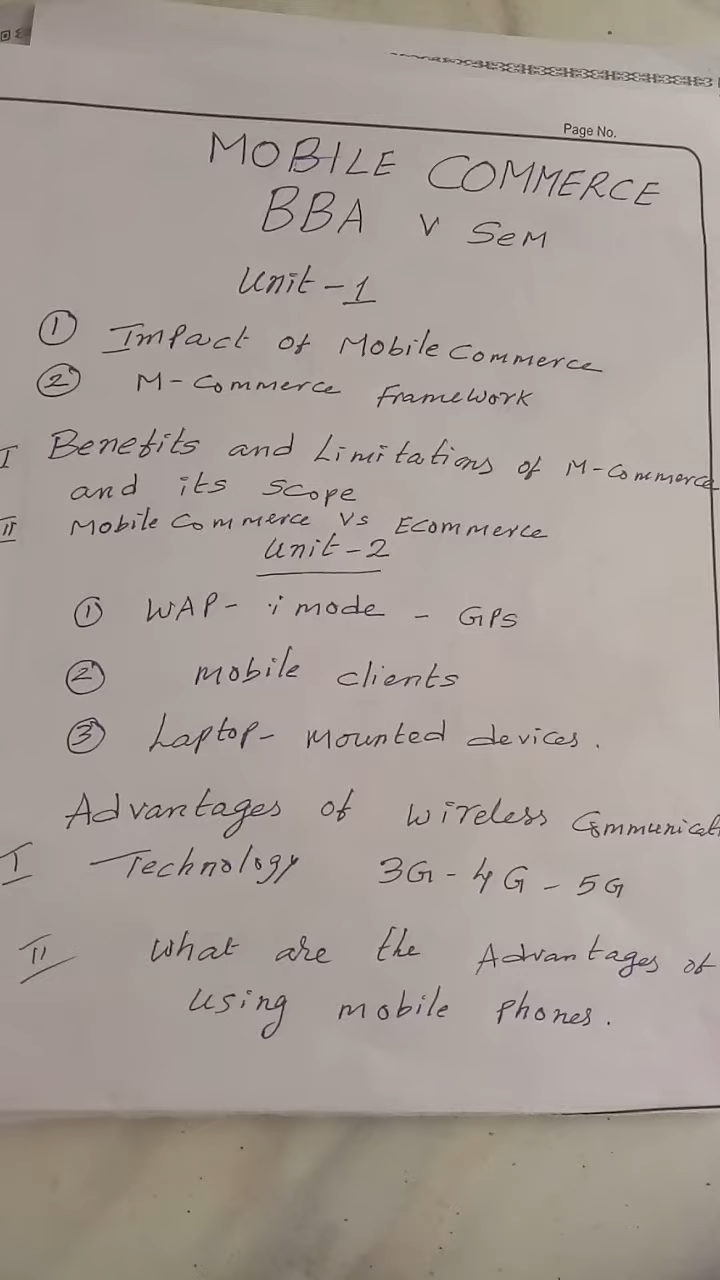 Page No.
MOBILE COMMERCE
BBA V SEM
Unit - 1
① Impact of Mobile Commerce
② M-Commerce Framework
I Benefits and Limitations of M-Commerce
and its scope
II Mobile Commerce Vs Ecommerce
Unit - 2
① WAP - i mode - GPS
② mobile clients
③ Laptop - Mounted devices.
Advantages of wireless Communicat
I Technology 3G - 4G - 5G
II What are the Advantages of
using mobile phones.